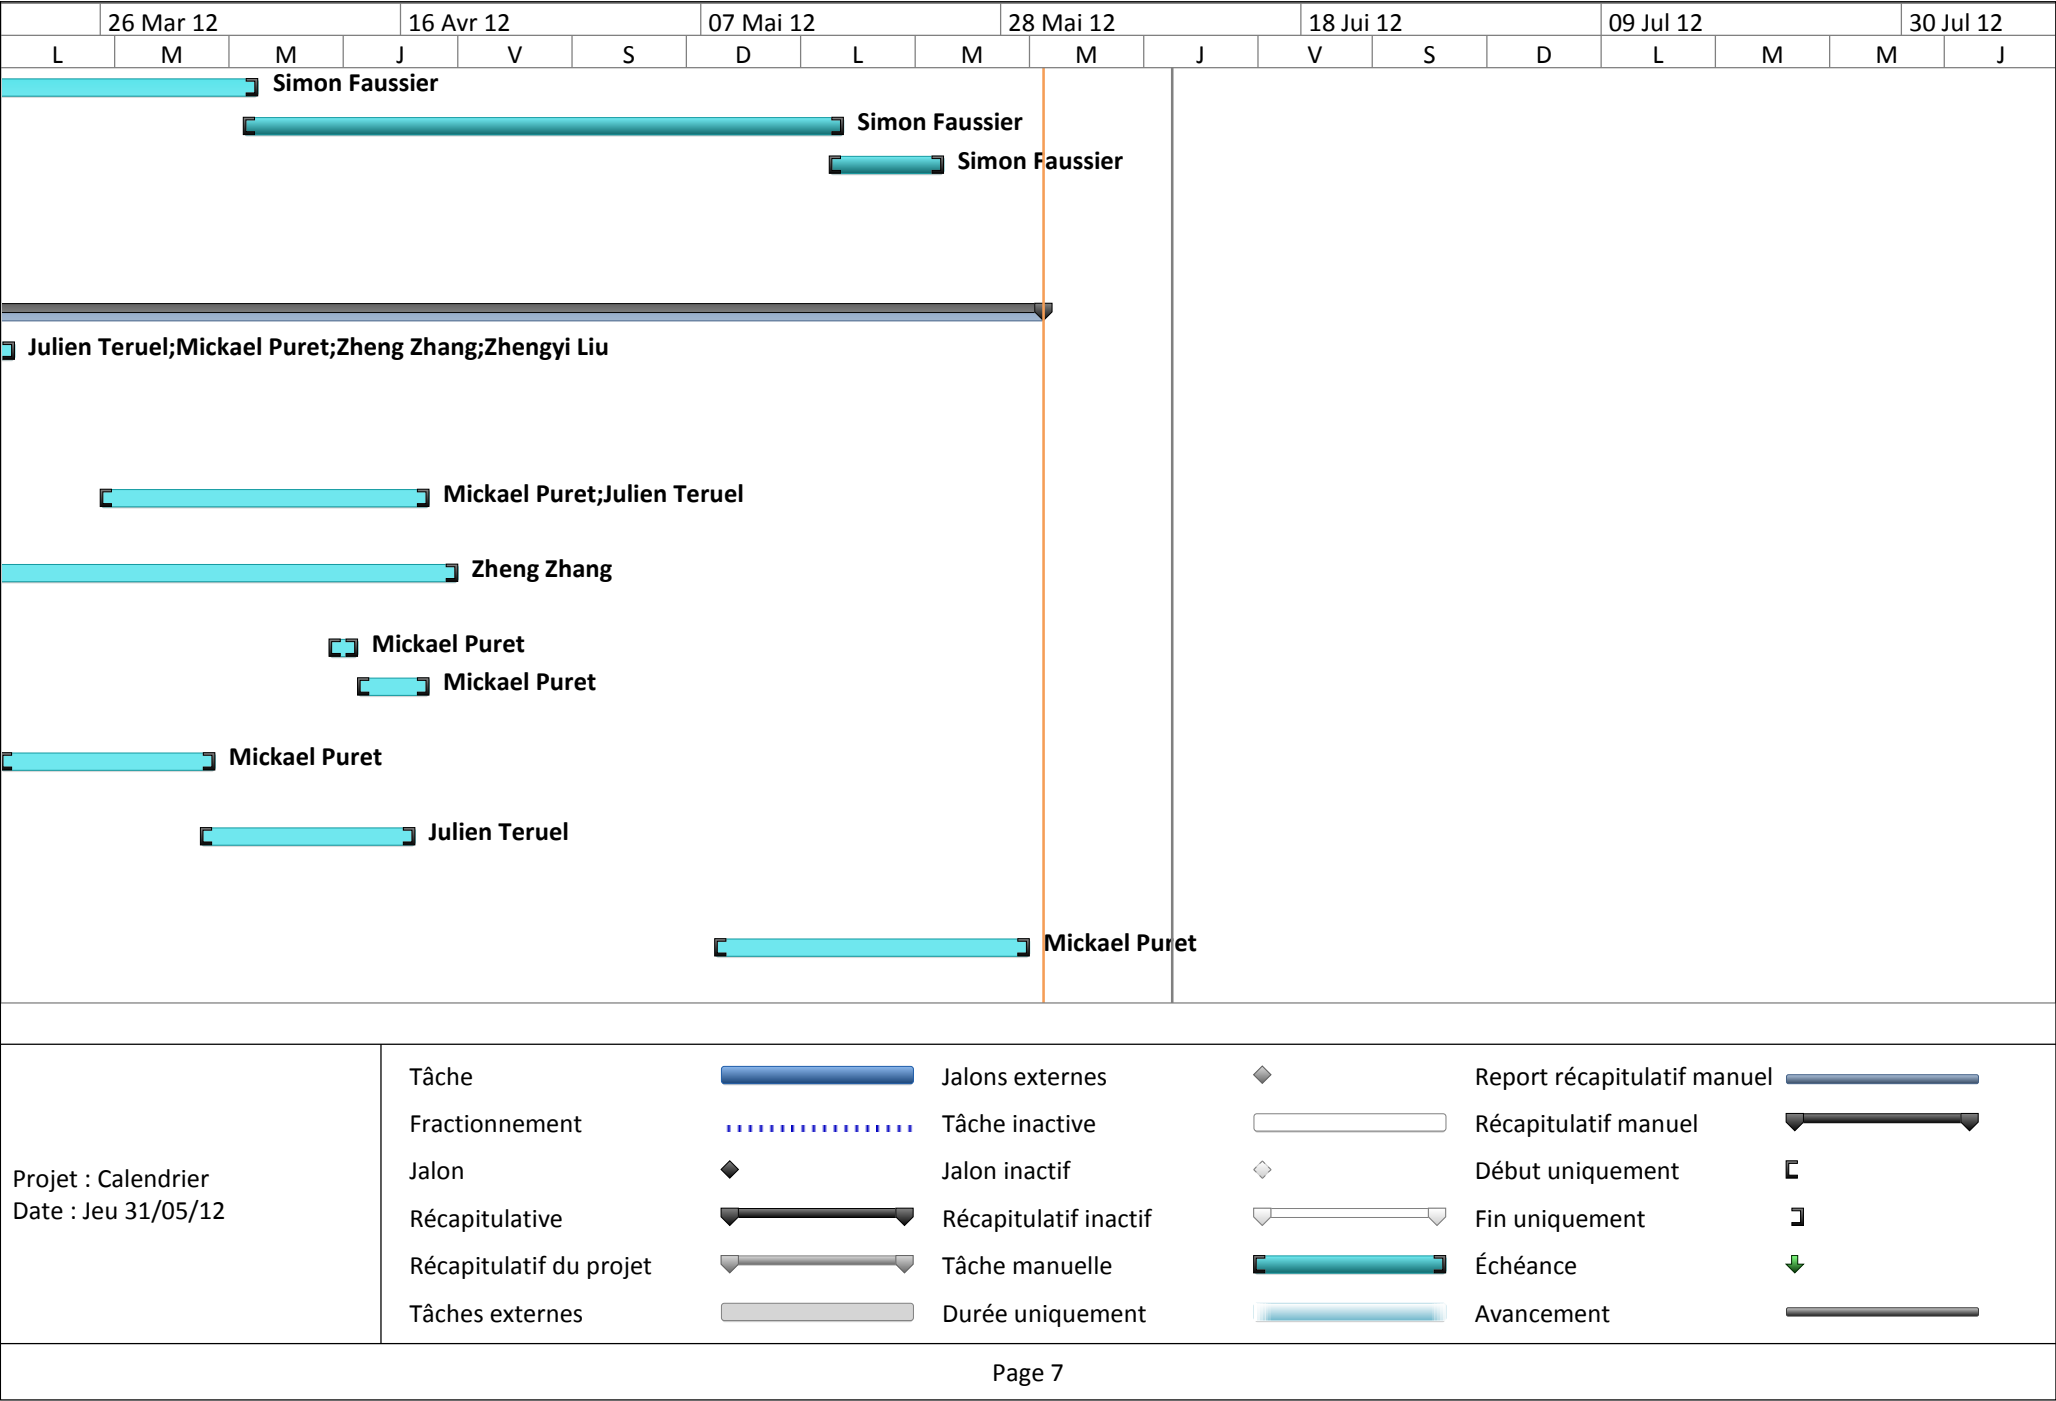 26 Mar 12 16 Avr 12 07 Mai 12 28 Mai 12 18 Jui 12 09 Jul 12 30 Jul 12
L M M J V S D L M M J V S D L M M J
Simon Faussier
Simon Faussier
Simon Faussier
Julien Teruel;Mickael Puret;Zheng Zhang;Zhengyi Liu
Mickael Puret;Julien Teruel
Zheng Zhang
Mickael Puret
Mickael Puret
Mickael Puret
Julien Teruel
Mickael Puret
Projet : Calendrier
Date : Jeu 31/05/12
Tâche
Fractionnement
Jalon
Récapitulative
Récapitulatif du projet
Tâches externes
Jalons externes
Tâche inactive
Jalon inactif
Récapitulatif inactif
Tâche manuelle
Durée uniquement
Report récapitulatif manuel
Récapitulatif manuel
Début uniquement
Fin uniquement
Échéance
Avancement
Page 7